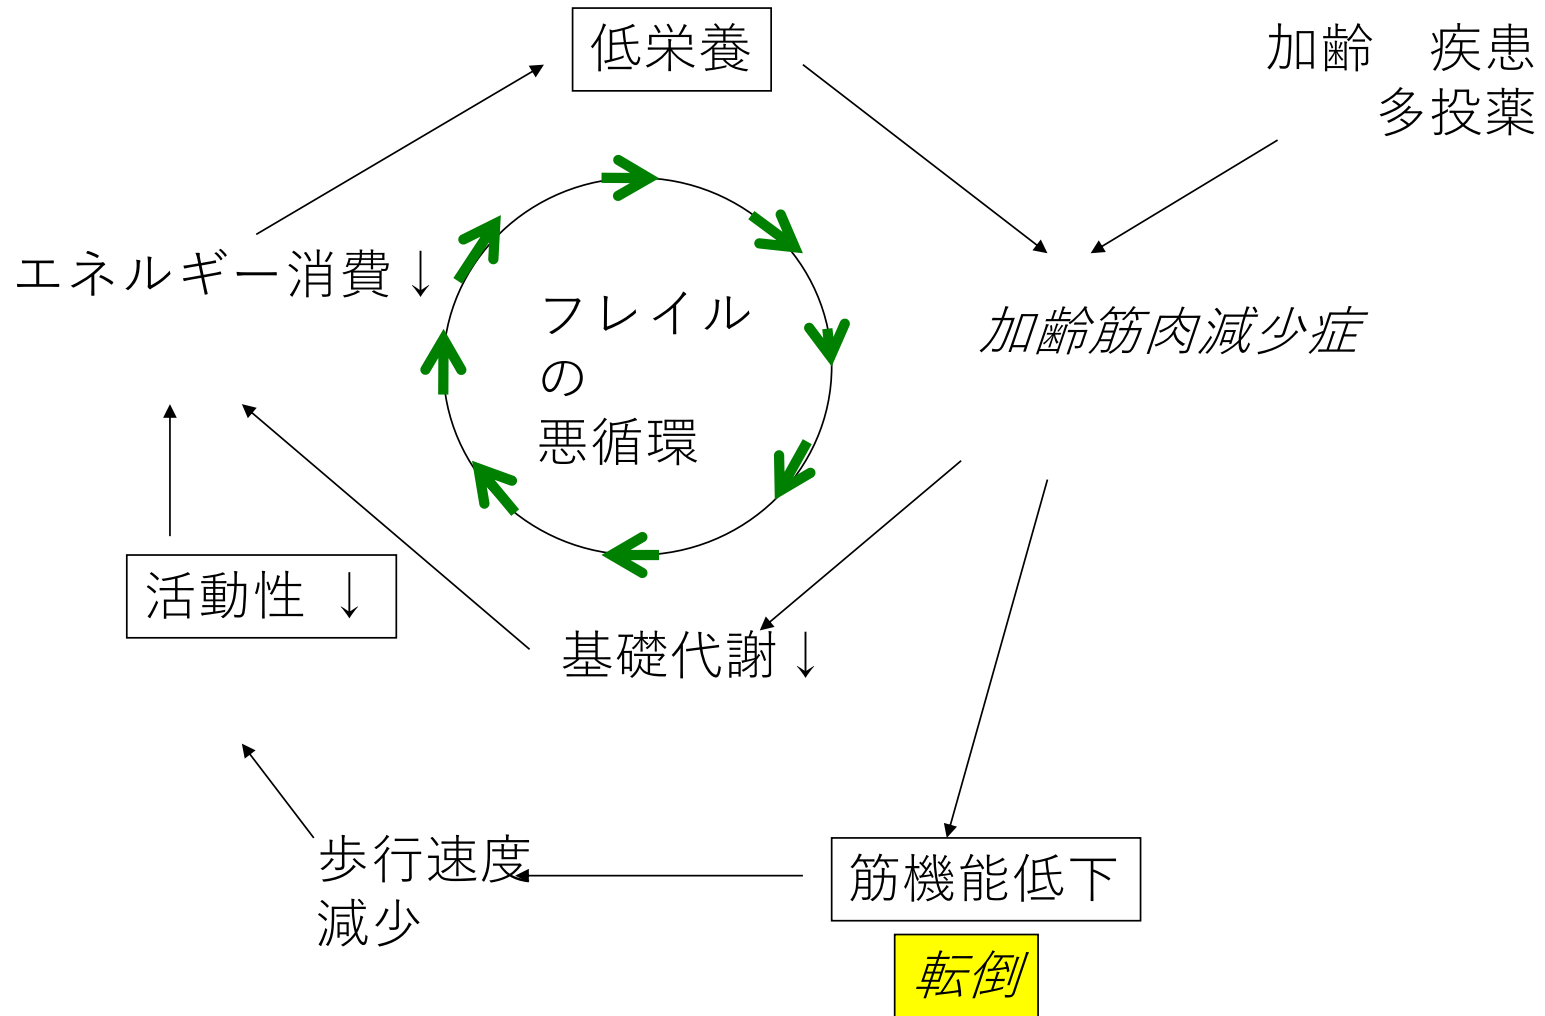 低栄養
加齢　疾患
多投薬
エネルギー消費↓
フレイル
の
悪循環
加齢筋肉減少症
活動性 ↓
基礎代謝↓
歩行速度
減少
筋機能低下
転倒